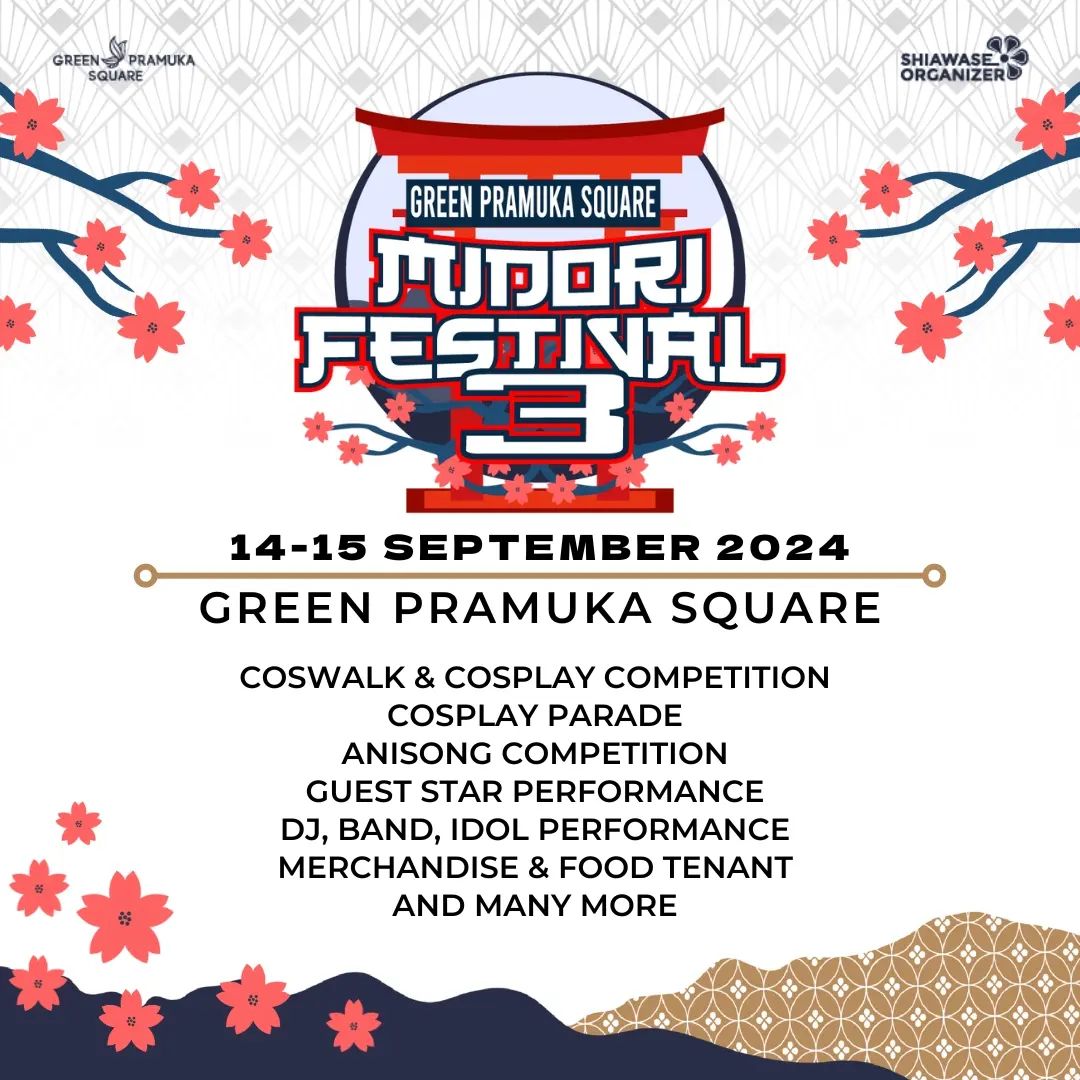 GREEN PRAMUKA
SQUARE
SHIAWASE
ORGANIZER
GREEN PRAMUKA SQUARE
MIDORI
FESTIVAL
3
14-15 SEPTEMBER 2024
GREEN PRAMUKA SQUARE
COSWALK & COSPLAY COMPETITION
COSPLAY PARADE
ANISONG COMPETITION
GUEST STAR PERFORMANCE
DJ, BAND, IDOL PERFORMANCE
MERCHANDISE & FOOD TENANT
AND MANY MORE